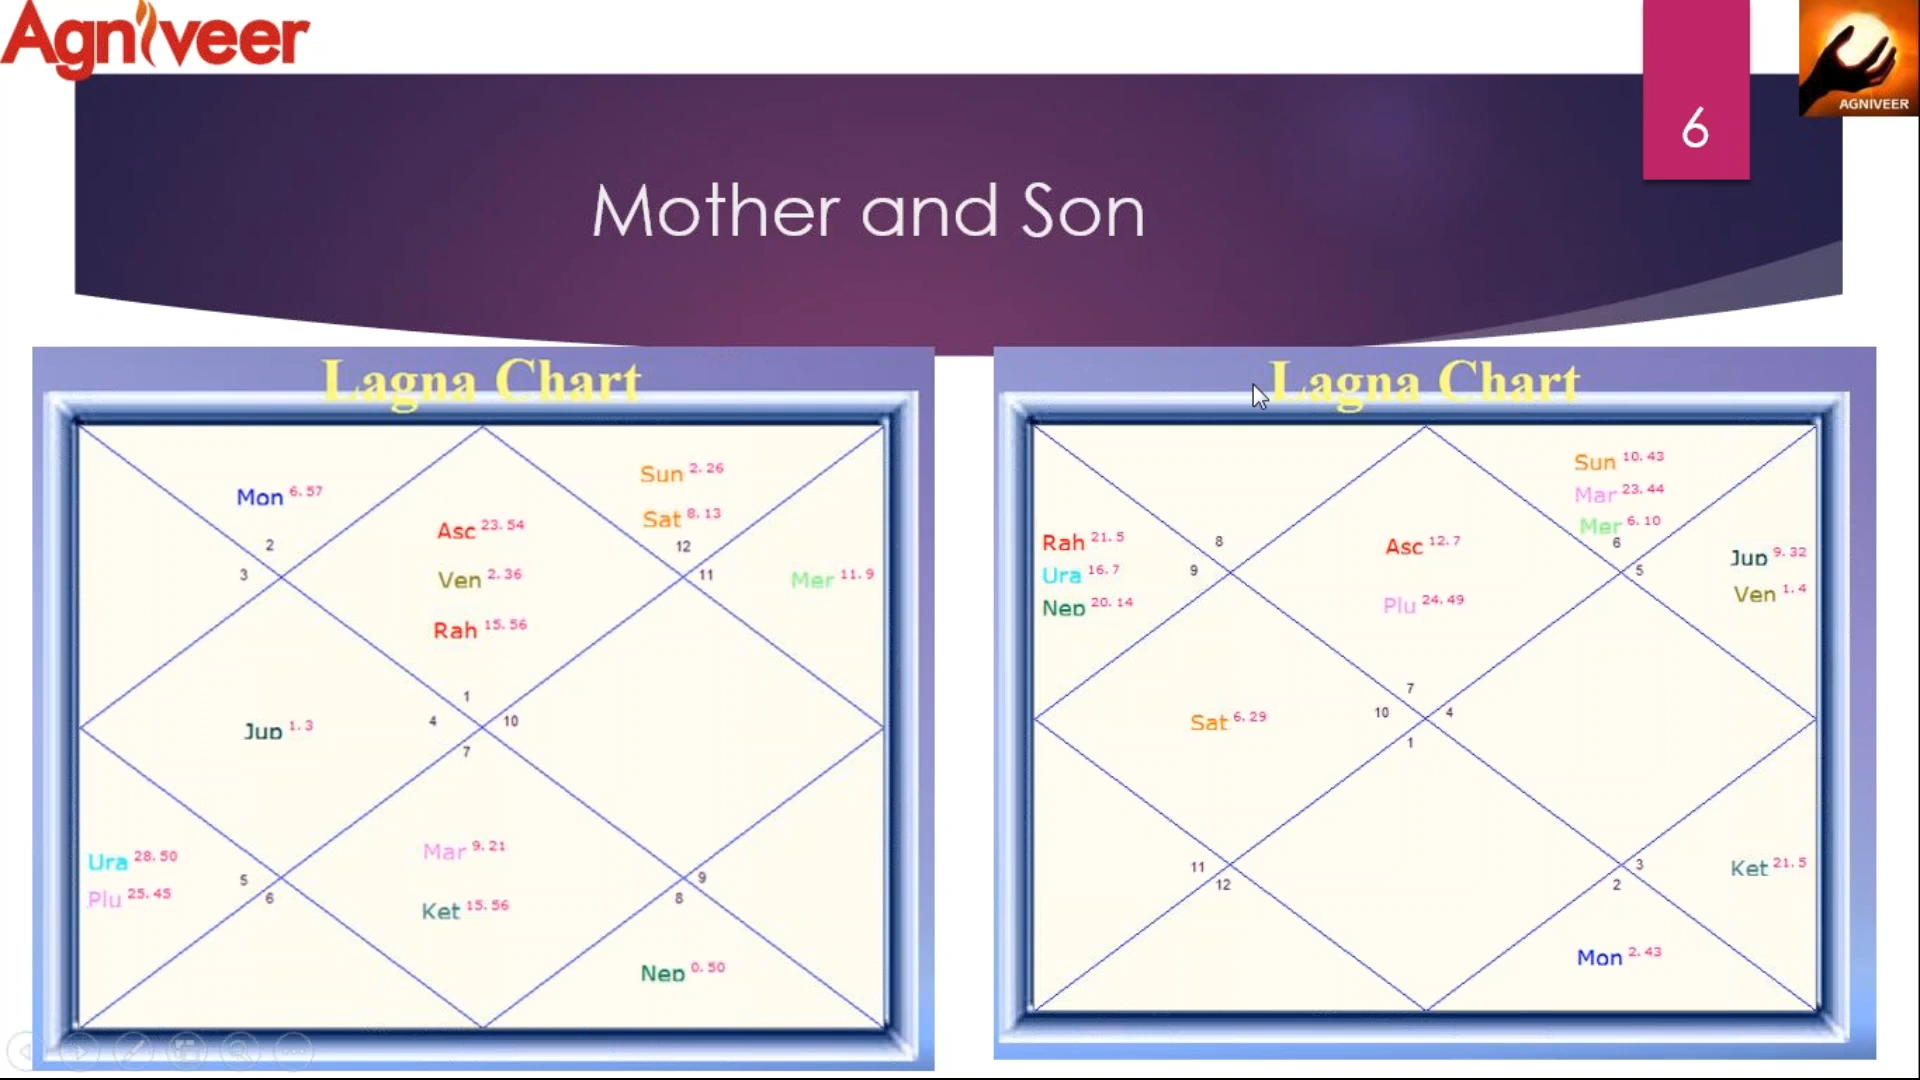 Agniveer
AGNIVEER
6
Mother and Son
Lagna Chart
Mon 6.57
2
3
Asc 23.54
Ven 2.36
Rah 15.56
1
Sun 2.26
Sat 8.13
12
11
Mer 11.9
Jup 1.3
4
10
7
Ura 28.50
Plu 25.45
5
6
Mar 9.21
Ket 15.56
9
8
Nep 0.50
Lagna Chart
Rah 21.5
Ura 16.7
Nep 20.14
8
9
Asc 12.7
Plu 24.49
7
Sun 10.43
Mar 23.44
Mer 6.10
6
5
Jup 9.32
Ven 1.4
Sat 6.29
10
4
1
11
12
3
2
Ket 21.5
Mon 2.43